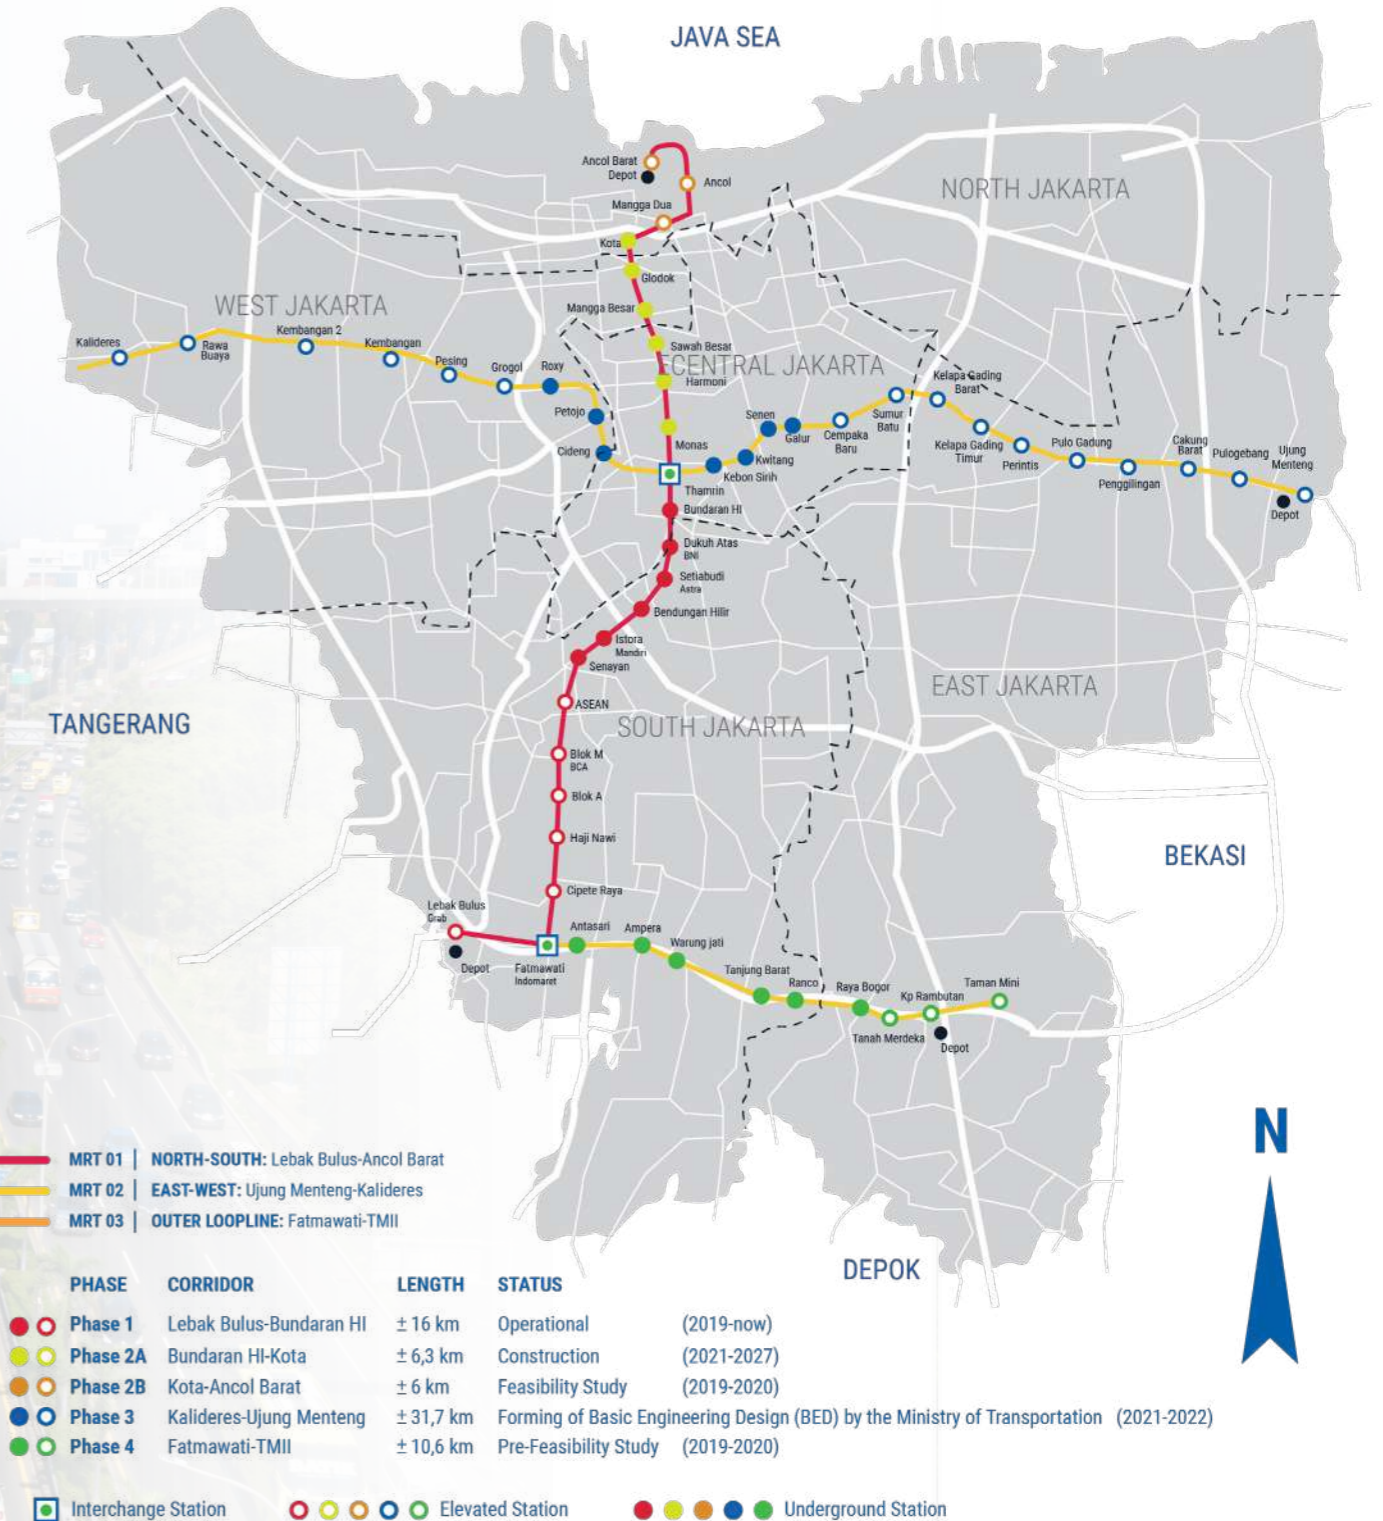 JAVA SEA
Ancol Barat
Depot
Ancol
NORTH JAKARTA
Mangga Dua
Kota
Glodok
WEST JAKARTA
Mangga Besar
Kembangan 2
Kalideres
Rawa
Buaya
Kembangan
Sawah Besar
Pesing
Grogol
Roxy
ECENTRAL JAKARTA
Harmoni
Kelapa Gading
Barat
Petojo
Senen
Galur
Cempaka
Baru
Sumur
Batu
Monas
Kelapa Gading
Timur
Perintis
Pulo Gadung
Cakung
Barat
Pulogebang
Ujung
Menteng
Cideng
Kwitang
Kebon Sirih
Penggilingan
Thamrin
Depot
Bundaran HI
Dukuh Atas
BNI
Setiabudi
Astra
Bendungan Hilir
Istora
Mandiri
Senayan
EAST JAKARTA
ASEAN
TANGERANG
SOUTH JAKARTA
Blok M
BCA
Blok A
Haji Nawi
BEKASI
Cipete Raya
Lebak Bulus
Grab
Antasari
Ampera
Warung jati
Depot
Fatmawati
Indomaret
Tanjung Barat
Ranco
Raya Bogor
Kp Rambutan
Taman Mini
Tanah Merdeka
Depot
N
MRT 01 | NORTH-SOUTH: Lebak Bulus-Ancol Barat
MRT 02 | EAST-WEST: Ujung Menteng-Kalideres
MRT 03 | OUTER LOOPLINE: Fatmawati-TMII
DEPOK
PHASE CORRIDOR LENGTH STATUS
Phase 1 Lebak Bulus-Bundaran HI ± 16 km Operational (2019-now)
Phase 2A Bundaran HI-Kota ± 6,3 km Construction (2021-2027)
Phase 2B Kota-Ancol Barat ± 6 km Feasibility Study (2019-2020)
Phase 3 Kalideres-Ujung Menteng ± 31,7 km Forming of Basic Engineering Design (BED) by the Ministry of Transportation (2021-2022)
Phase 4 Fatmawati-TMII ± 10,6 km Pre-Feasibility Study (2019-2020)
Interchange Station Elevated Station Underground Station